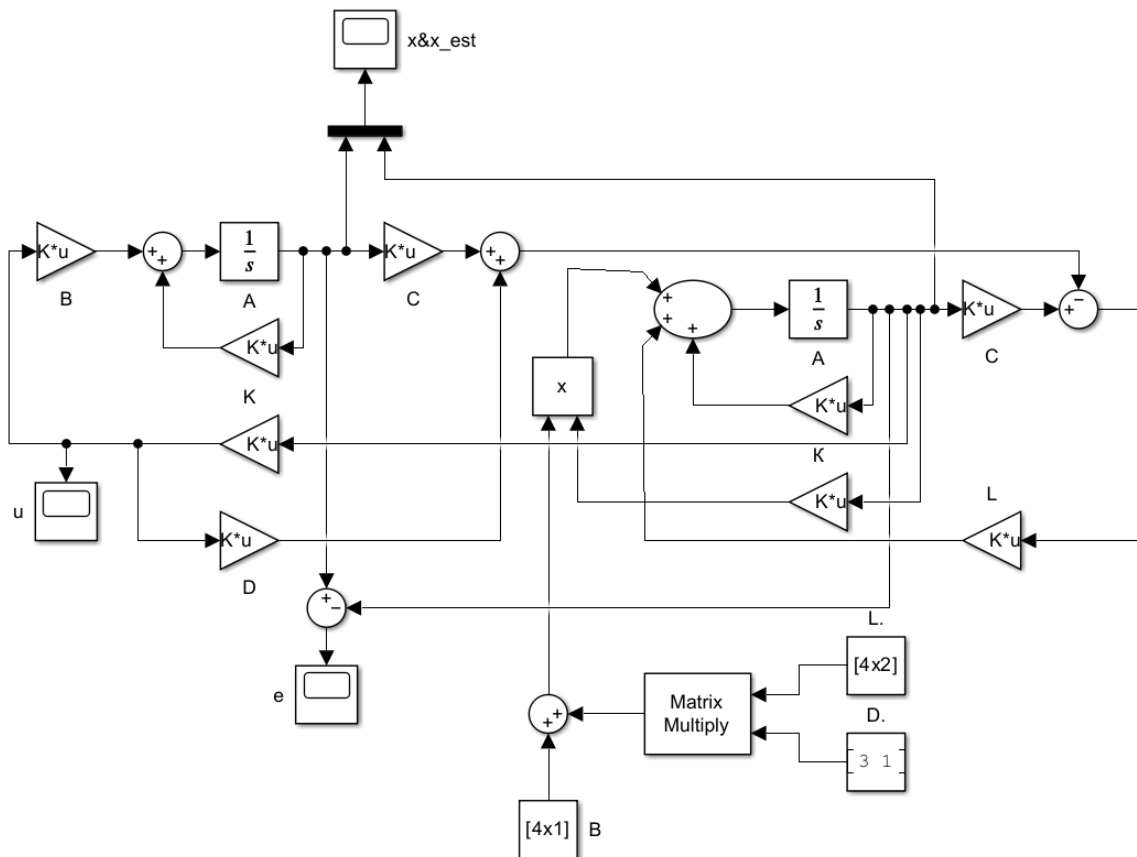 x&x_est
K*u
B
+
+
1
s
A
K*u
C
+
+
K*u
K
K*u
u
K*u
D
+
−
e
+
+
+
1
s
A
K*u
K
K*u
K*u
C
−
+
L
K*u
x
L.
[4x2]
Matrix
Multiply
D.
3 1
+
+
[4x1]
B